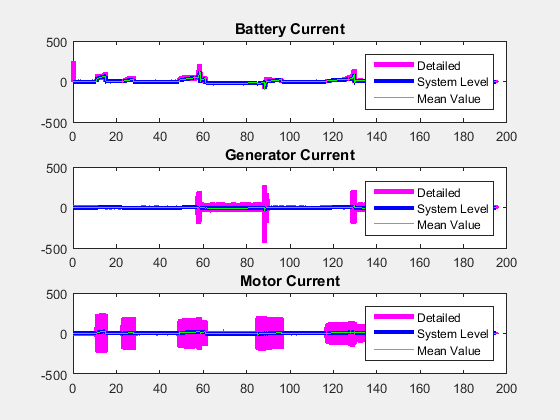 Battery Current
500
0
-500
Detailed
System Level
Mean Value
0 20 40 60 80 100 120 140 160 180 200
Generator Current
500
0
-500
Detailed
System Level
Mean Value
0 20 40 60 80 100 120 140 160 180 200
Motor Current
500
0
-500
Detailed
System Level
Mean Value
0 20 40 60 80 100 120 140 160 180 200